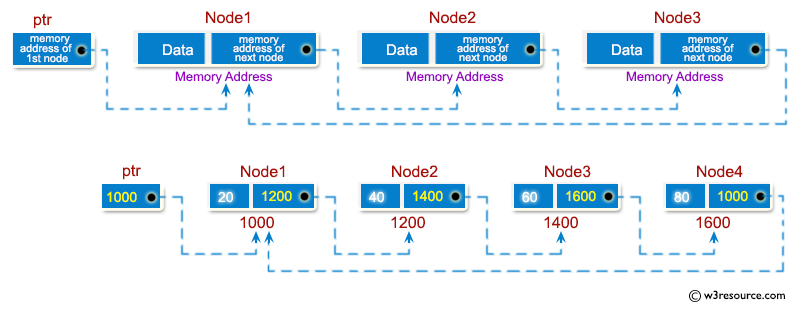 ptr
Node1
Node2
Node3
memory
address of
1st node
Data
memory
address of
next node
Data
memory
address of
next node
Data
memory
address of
next node
Memory Address
Memory Address
Memory Address
ptr
Node1
Node2
Node3
Node4
1000
20
1200
40
1400
60
1600
80
1000
1000
1200
1400
1600
© w3resource.com